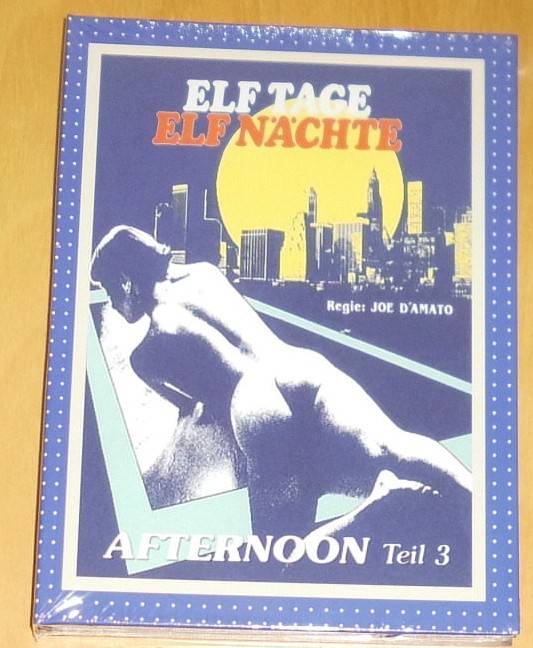 ELF TAGE
ELF NÄCHTE
Regie: JOE D'AMATO
AFTERNOON Teil 3